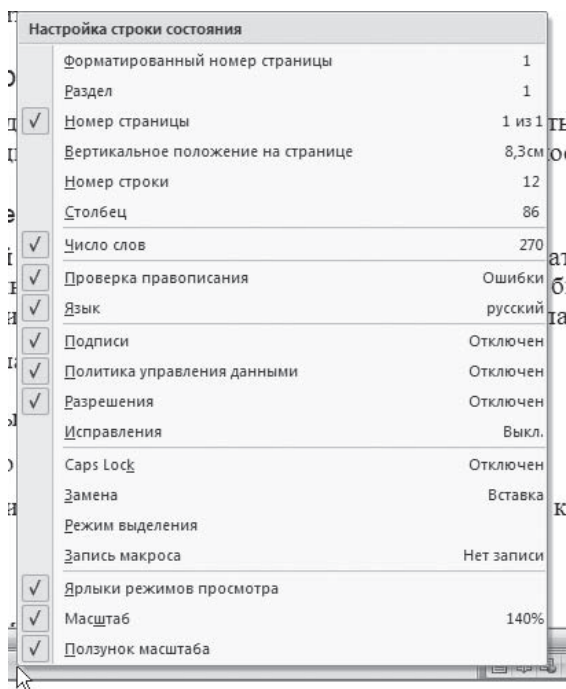 Настройка строки состояния
Форматированный номер страницы 1
Раздел 1
Номер страницы 1 из 1
Вертикальное положение на странице 8,3см
Номер строки 12
Столбец 86
Число слов 270
Проверка правописания Ошибки
Язык русский
Подписи Отключен
Политика управления данными Отключен
Разрешения Отключен
Исправления Выкл.
Caps Lock Отключен
Замена Вставка
Режим выделения
Запись макроса Нет записи
Ярлыки режимов просмотра
Масштаб 140%
Ползунок масштаба